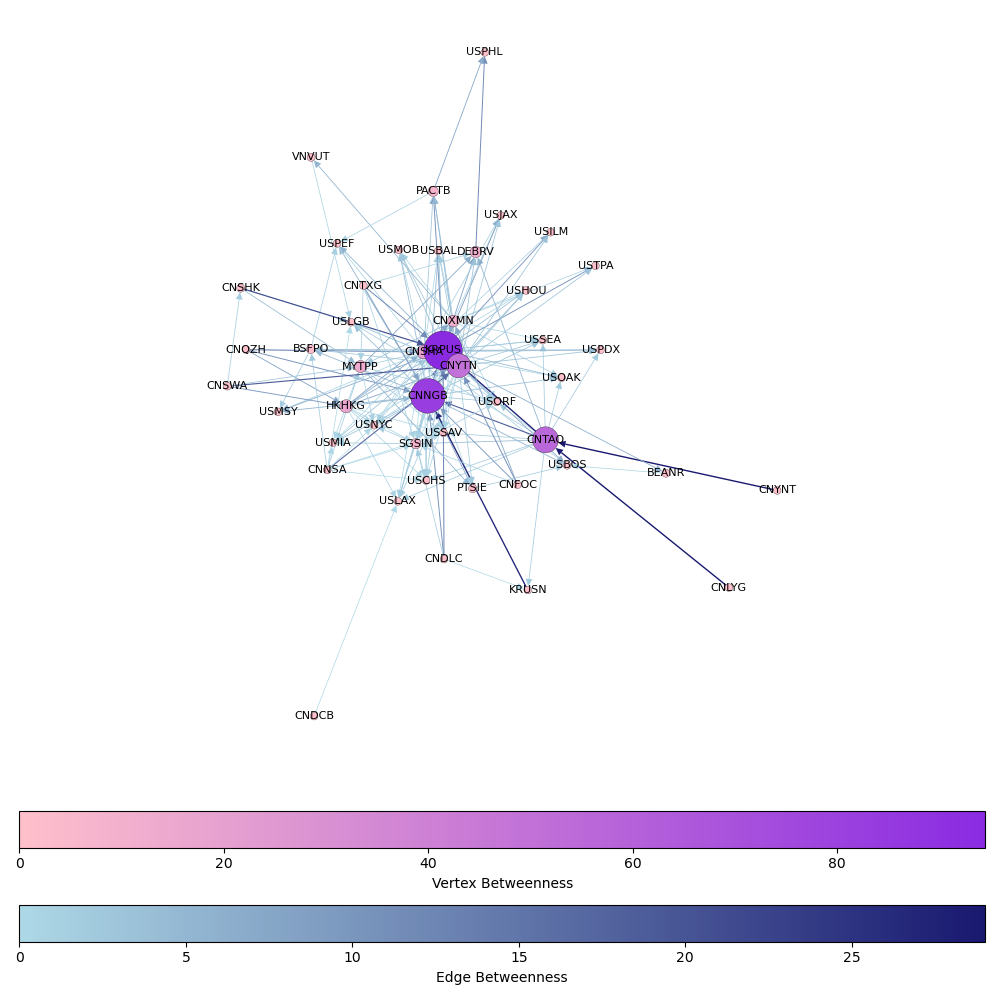 USPHL
VNVUT
PACTB
USJAX
USILM
USPEF
USMOB
USBAL
DEBRV
USTPA
CNTXG
CNSHK
USHOU
USLGB
CNXMN
USSEA
CNQZH
BSFPO
CNSHA
KRPUS
USPDX
MYTPP
CNYTN
USOAK
CNSWA
CNNGB
USORF
USMSY
HKHKG
USNYC
USSAV
CNTAO
USMIA
SGSIN
USBOS
CNNSA
BEANR
USCHS
PTSIE
CNFOC
CNYNT
USLAX
CNDLC
KRUSN
CNLYG
CNDCB
0 20 40 60 80
Vertex Betweenness
0 5 10 15 20 25
Edge Betweenness